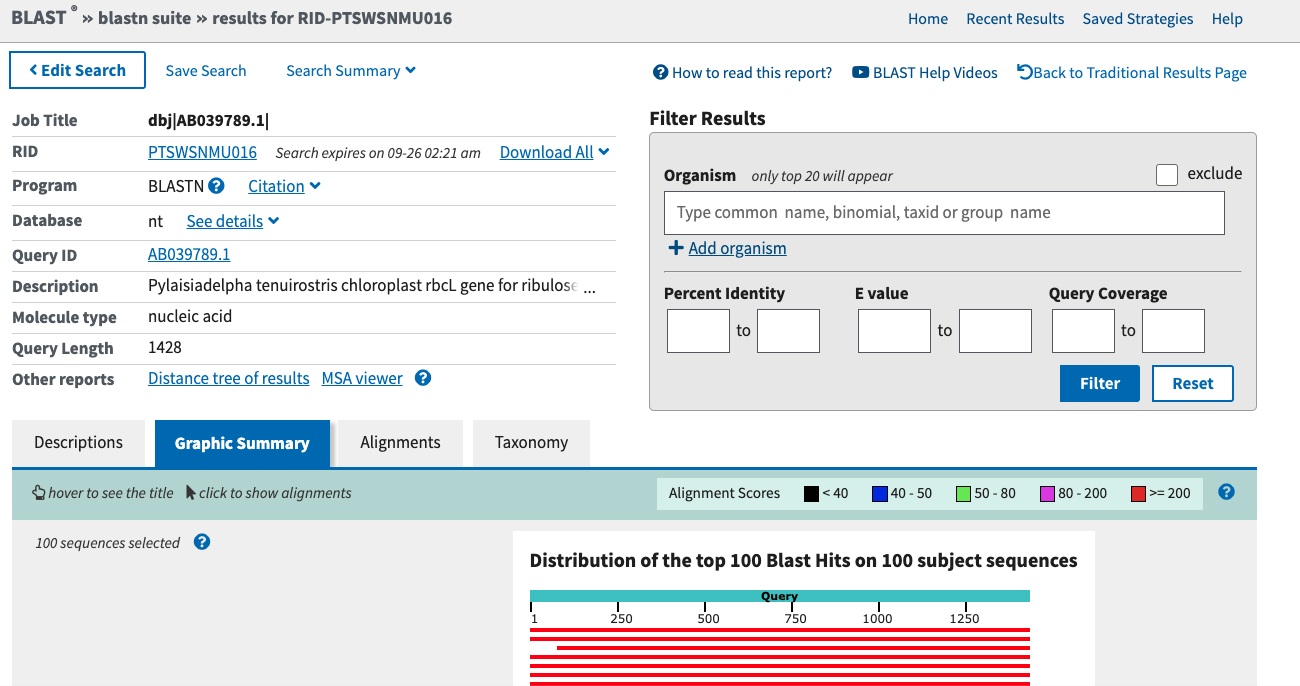 BLAST ® » blastn suite » results for RID-PTSWSNMU016
Home Recent Results Saved Strategies Help
Edit Search Save Search Search Summary
How to read this report? BLAST Help Videos Back to Traditional Results Page
Job Title dbj|AB039789.1|
RID PTSWSNMU016 Search expires on 09-26 02:21 am Download All
Program BLASTN Citation
Database nt See details
Query ID AB039789.1
Description Pylaisiadelpha tenuirostris chloroplast rbcL gene for ribulose ...
Molecule type nucleic acid
Query Length 1428
Other reports Distance tree of results MSA viewer
Filter Results
Organism only top 20 will appear exclude
Type common name, binomial, taxid or group name
Add organism
Percent Identity E value Query Coverage
to to to
Filter Reset
Descriptions Graphic Summary Alignments Taxonomy
hover to see the title click to show alignments
Alignment Scores < 40 40 - 50 50 - 80 80 - 200 >= 200
100 sequences selected
Distribution of the top 100 Blast Hits on 100 subject sequences
Query
1 250 500 750 1000 1250